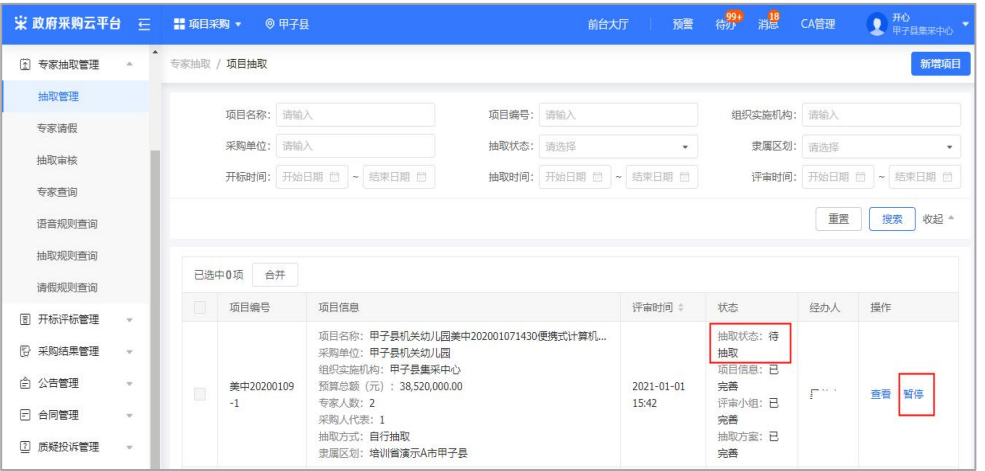 政府采购云平台
项目采购
甲子县
前台大厅
预警
待办
99+
消息
18
CA管理
开心
甲子县集采中心
专家抽取管理
抽取管理
专家请假
抽取审核
专家查询
语音规则查询
抽取规则查询
请假规则查询
开标评标管理
采购结果管理
公告管理
合同管理
质疑投诉管理
专家抽取 / 项目抽取
新增项目
项目名称： 请输入 项目编号： 请输入 组织实施机构： 请输入
采购单位： 请输入 抽取状态： 请选择 隶属区划： 请选择
开标时间： 开始日期 ~ 结束日期 抽取时间： 开始日期 ~ 结束日期 评审时间： 开始日期 ~ 结束日期
重置 搜索 收起
已选中0项 合并
项目编号 项目信息 评审时间 状态 经办人 操作
美中20200109
-1
项目名称：甲子县机关幼儿园美中202001071430便携式计算机...
采购单位：甲子县机关幼儿园
组织实施机构：甲子县集采中心
预算总额（元）：38,520,000.00
专家人数：2
采购人代表：1
抽取方式：自行抽取
隶属区划：培训省演示A市甲子县
2021-01-01
15:42
抽取状态：待
抽取
项目信息：已
完善
评审小组：已
完善
抽取方案：已
完善
查看 暂停